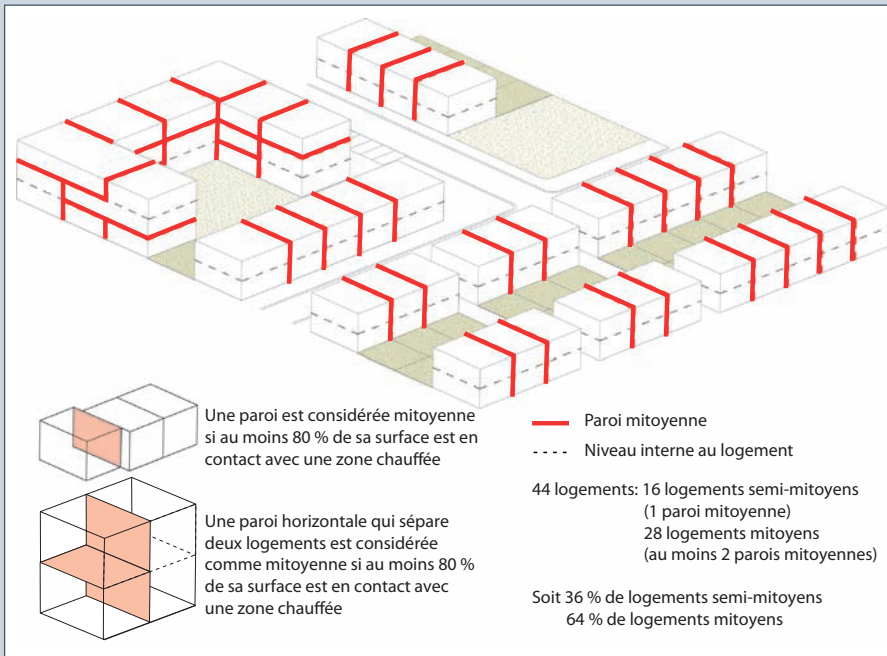 Une paroi est considérée mitoyenne
si au moins 80 % de sa surface est en
contact avec une zone chauffée
Une paroi horizontale qui sépare
deux logements est considérée
comme mitoyenne si au moins 80 %
de sa surface est en contact avec
une zone chauffée
Paroi mitoyenne
Niveau interne au logement
44 logements: 16 logements semi-mitoyens
(1 paroi mitoyenne)
28 logements mitoyens
(au moins 2 parois mitoyennes)
Soit 36 % de logements semi-mitoyens
64 % de logements mitoyens